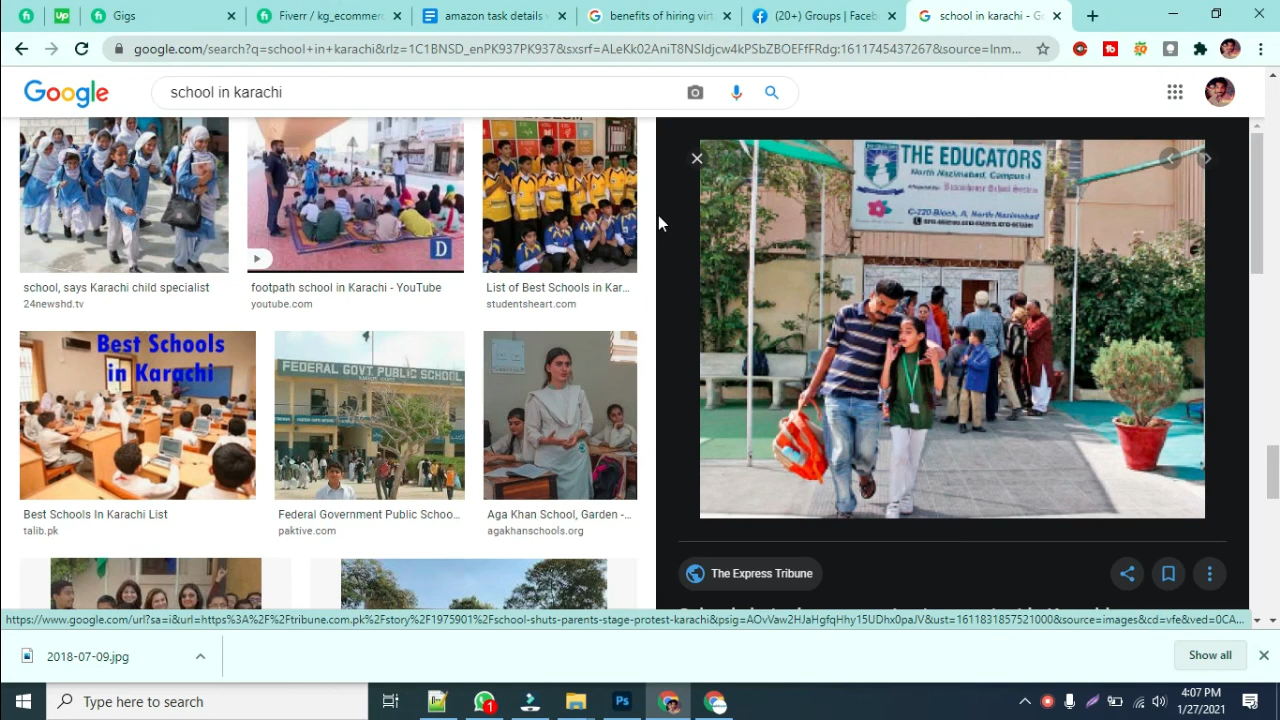 Gigs
Fiverr / kg_ecommerc
amazon task details
benefits of hiring virt
(20+) Groups | Faceb
school in karachi - Go
google.com/search?q=school+in+karachi&rlz=1C1BNSD_enPK937PK937&sxsrf=ALeKk02AniT8NSIdjcw4kPSbZBOEFfFRdg:1611745437267&source=lnm...
Google
school in karachi
THE EDUCATORS
North Nazimabad, Campus-I
C-220 Block, A, North Nazimabad
D
school, says Karachi child specialist
24newshd.tv
footpath school in Karachi - YouTube
youtube.com
List of Best Schools in Kar...
studentsheart.com
Best Schools
in Karachi
FEDERAL GOVT. PUBLIC SCHOOL
Best Schools In Karachi List
talib.pk
Federal Government Public Schoo...
paktive.com
Aga Khan School, Garden -...
agakhanschools.org
The Express Tribune
https://www.google.com/url?sa=i&url=https%3A%2F%2Ftribune.com.pk%2Fstory%2F1975901%2Fschool-shuts-parents-stage-protest-karachi&psig=AOvVaw2HJaHgfqHhy15UDhx0paJV&ust=1611831857521000&source=images&cd=vfe&ved=0CA...
2018-07-09.jpg
Show all
Type here to search
1
Ps
4:07 PM
1/27/2021